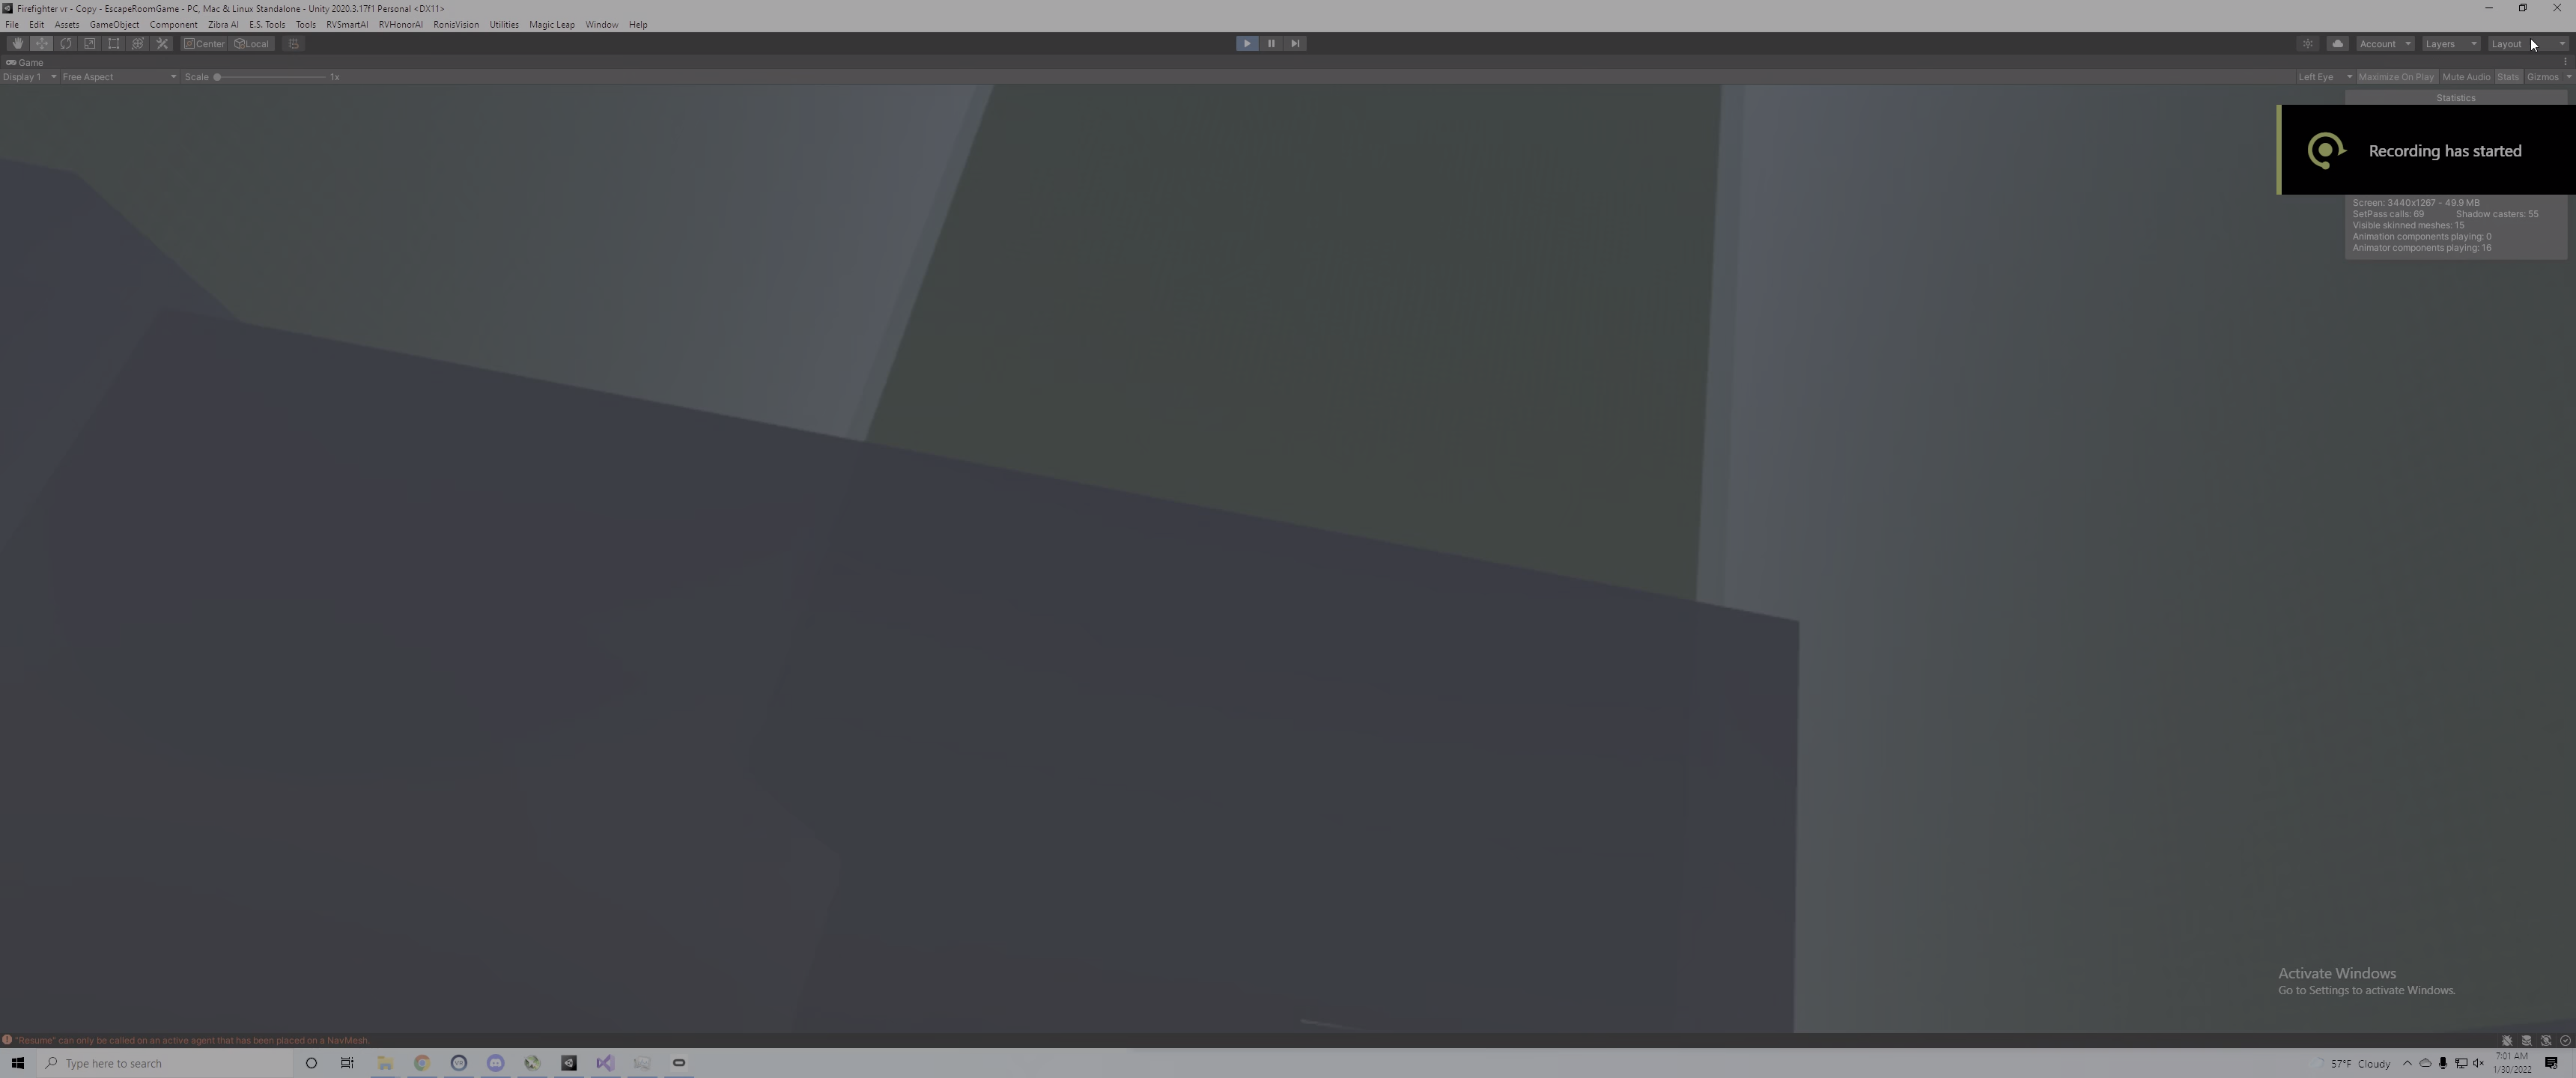 Firefighter vr - Copy - EscapeRoomGame - PC, Mac & Linux Standalone - Unity 2020.3.17f1 Personal <DX11>
File Edit Assets GameObject Component Zibra AI E.S. Tools Tools RVSmartAI RVHonorAI RonisVision Utilities Magic Leap Window Help
Center Local Account Layers Layout
Game
Display 1 Free Aspect Scale 1x Left Eye Maximize On Play Mute Audio Stats Gizmos
Statistics
Recording has started
Screen: 3440x1267 - 49.9 MB
SetPass calls: 69 Shadow casters: 55
Visible skinned meshes: 15
Animation components playing: 0
Animator components playing: 16
Activate Windows
Go to Settings to activate Windows.
"Resume" can only be called on an active agent that has been placed on a NavMesh.
Type here to search
57°F Cloudy
7:01 AM
1/30/2022